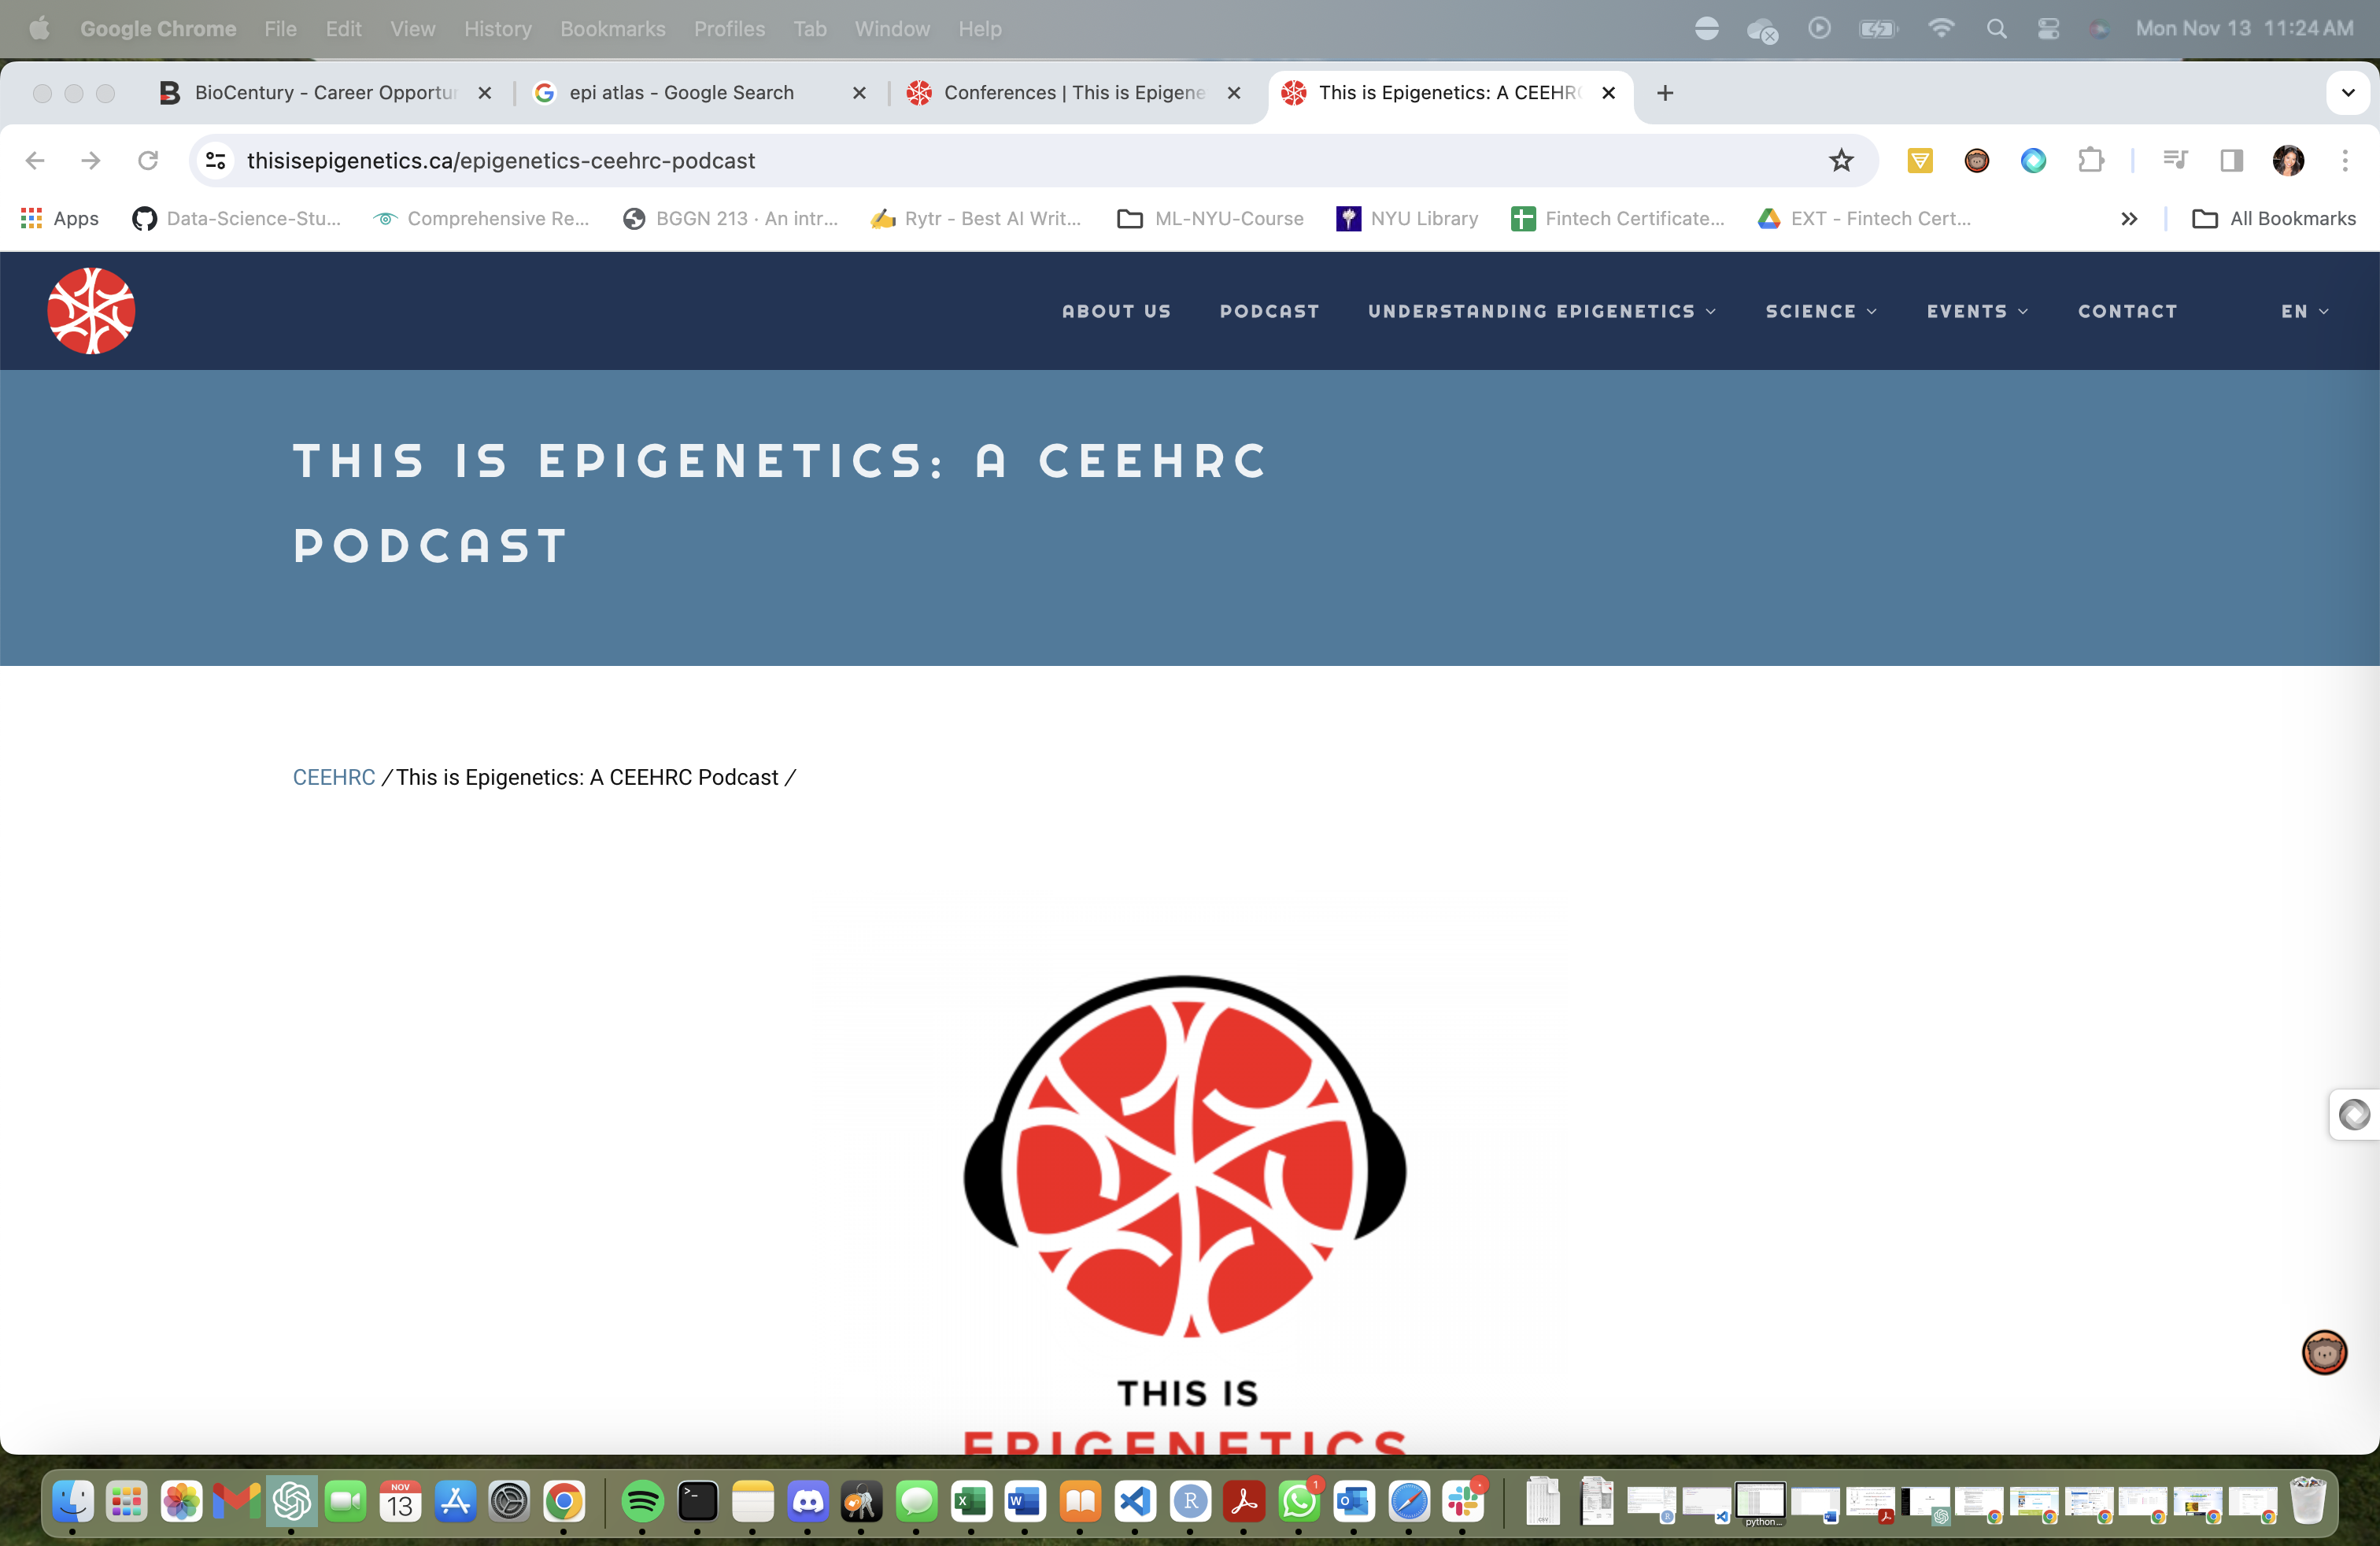 Google Chrome File Edit View History Bookmarks Profiles Tab Window Help Mon Nov 13 11:24 AM
BioCentury - Career Opportur epi atlas - Google Search Conferences | This is Epigene This is Epigenetics: A CEEHRC
thisisepigenetics.ca/epigenetics-ceehrc-podcast
Apps Data-Science-Stu... Comprehensive Re... BGGN 213 · An intr... Rytr - Best AI Writ... ML-NYU-Course NYU Library Fintech Certificate... EXT - Fintech Cert... » All Bookmarks
ABOUT US PODCAST UNDERSTANDING EPIGENETICS SCIENCE EVENTS CONTACT EN
THIS IS EPIGENETICS: A CEEHRC
PODCAST
CEEHRC / This is Epigenetics: A CEEHRC Podcast /
THIS IS
EPIGENETICS
NOV
13
1
python...